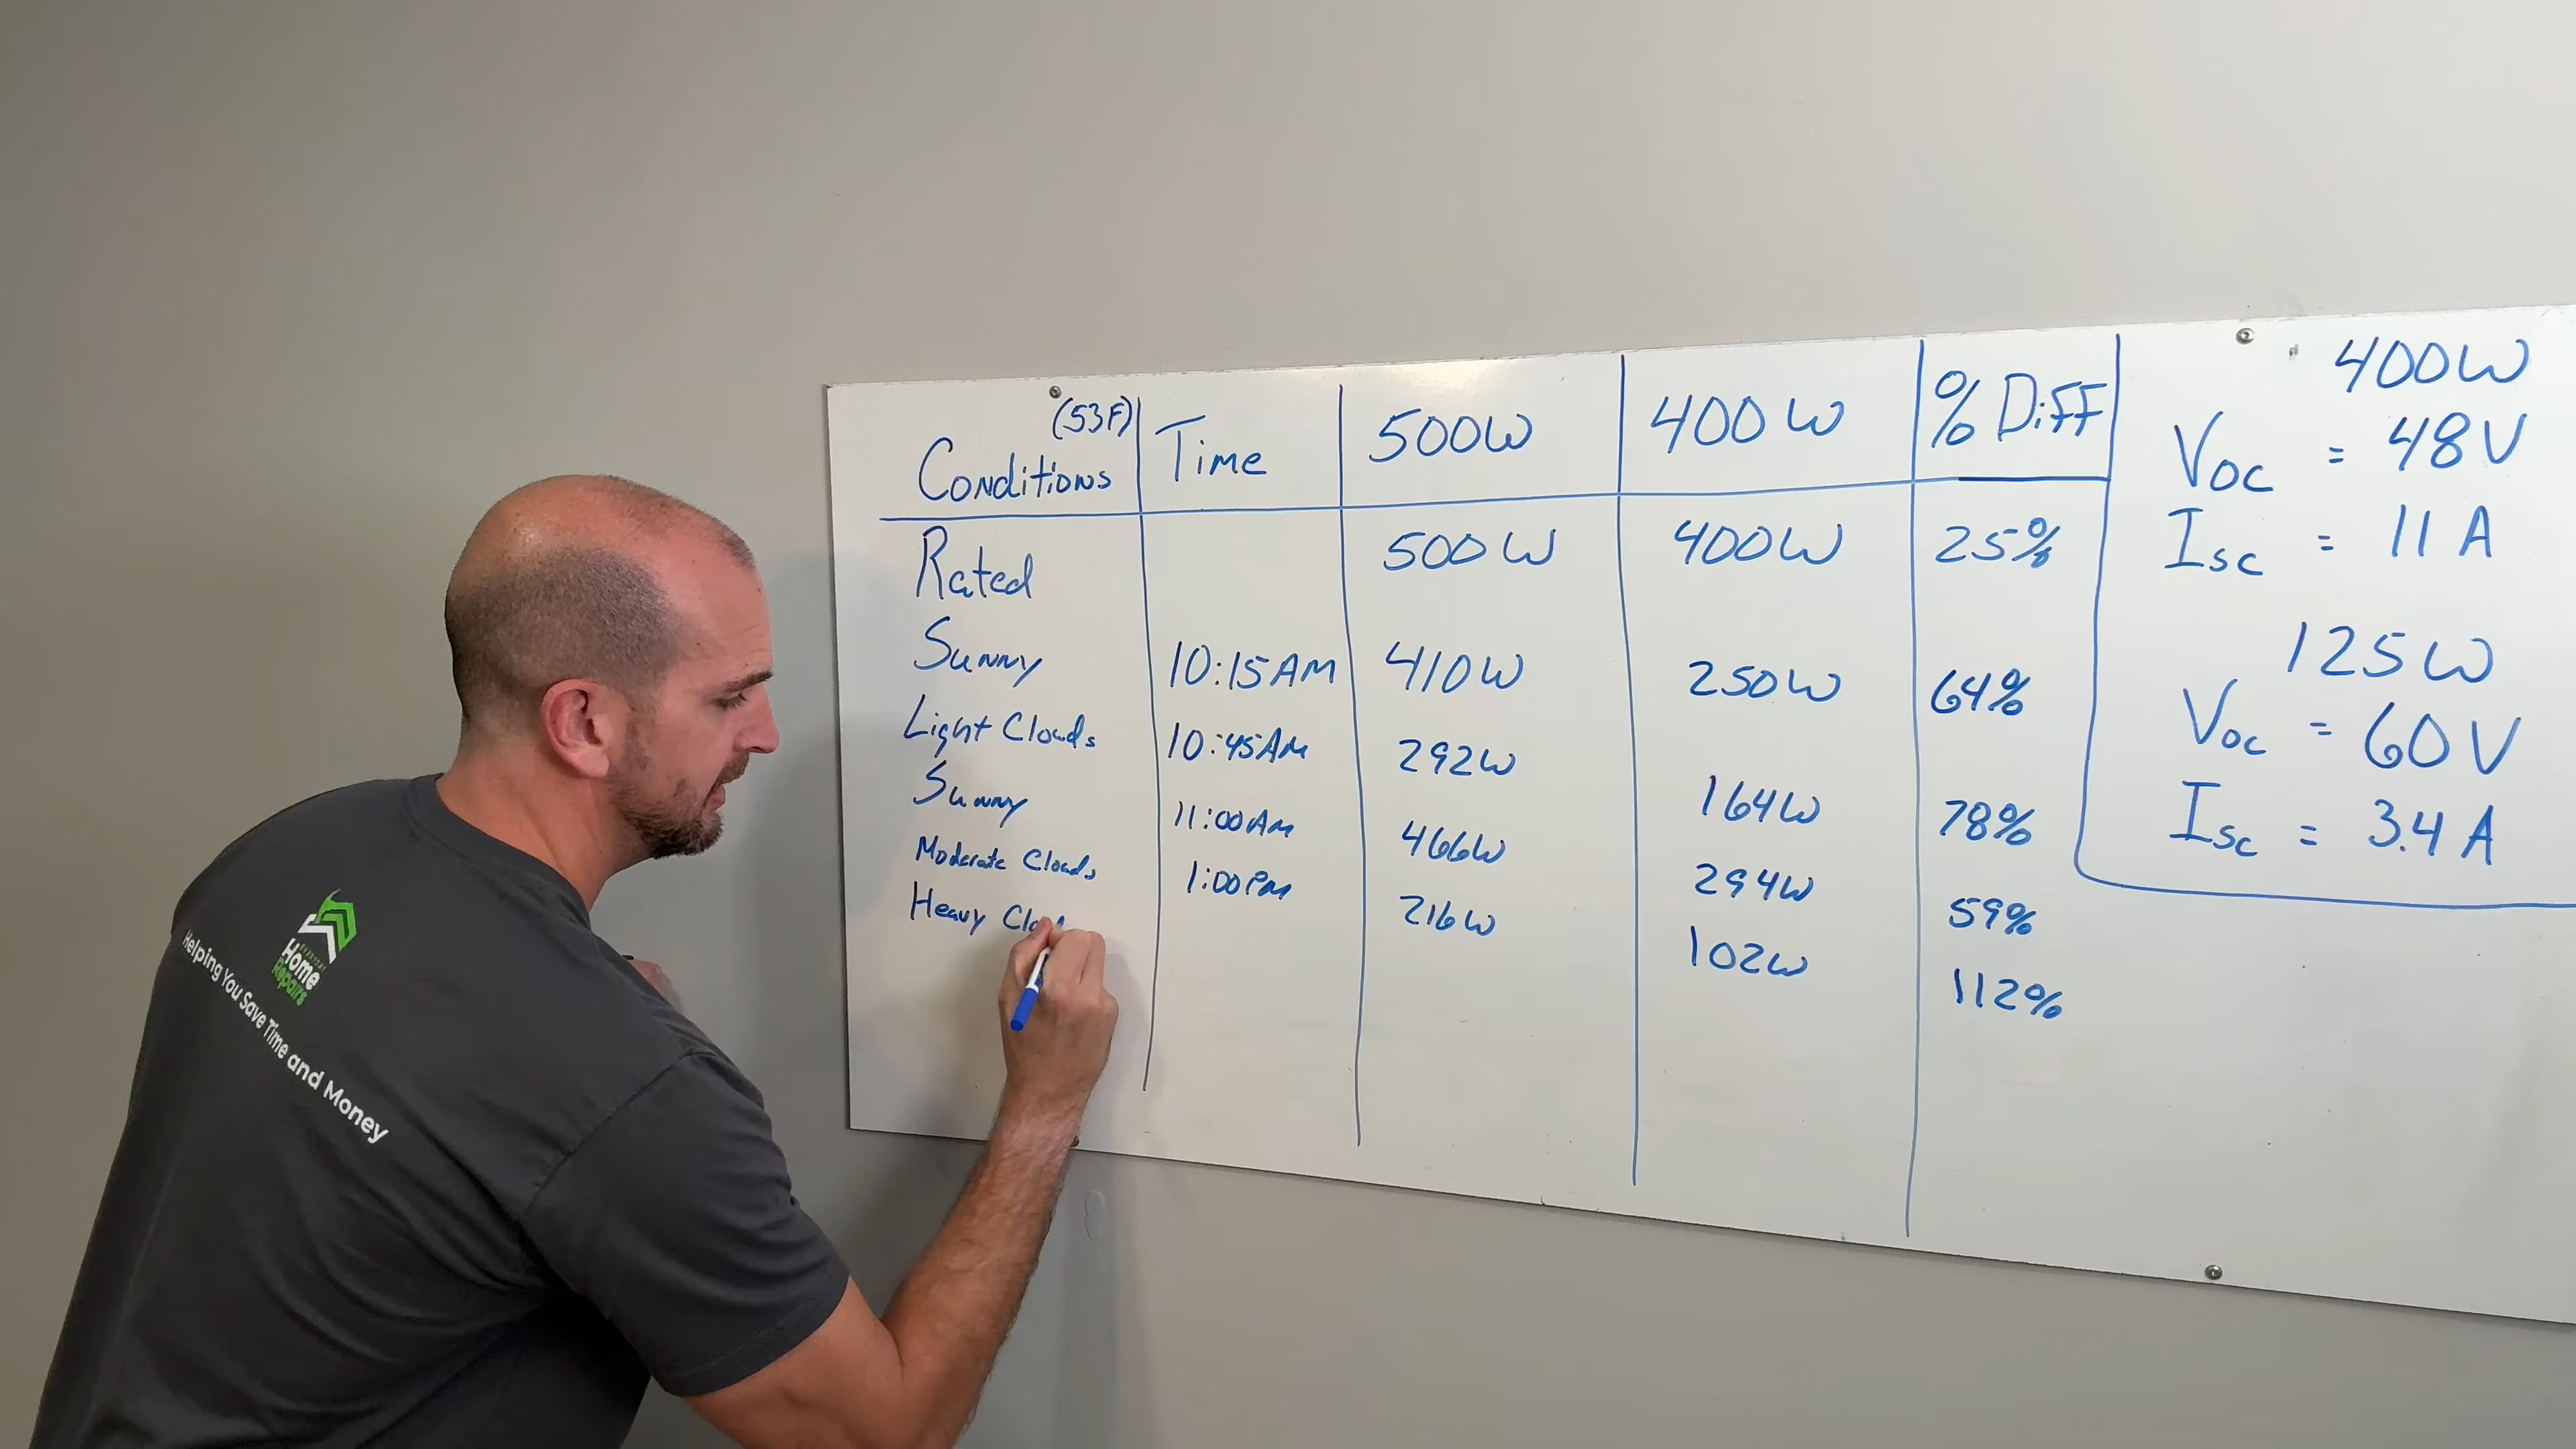 (53F)
Conditions Time 500W 400W % Diff
Rated 500W 400W 25%
Sunny 10:15AM 410W 250W 64%
Light Clouds 10:45AM 292W 164W 78%
Sunny 11:00AM 466W 294W 59%
Moderate Clouds 1:00PM 216W 102W 112%
Heavy
400W
Voc = 48V
Isc = 11 A
125W
Voc = 60V
Isc = 3.4 A
Home
Repairs
Helping You Save Time and Money